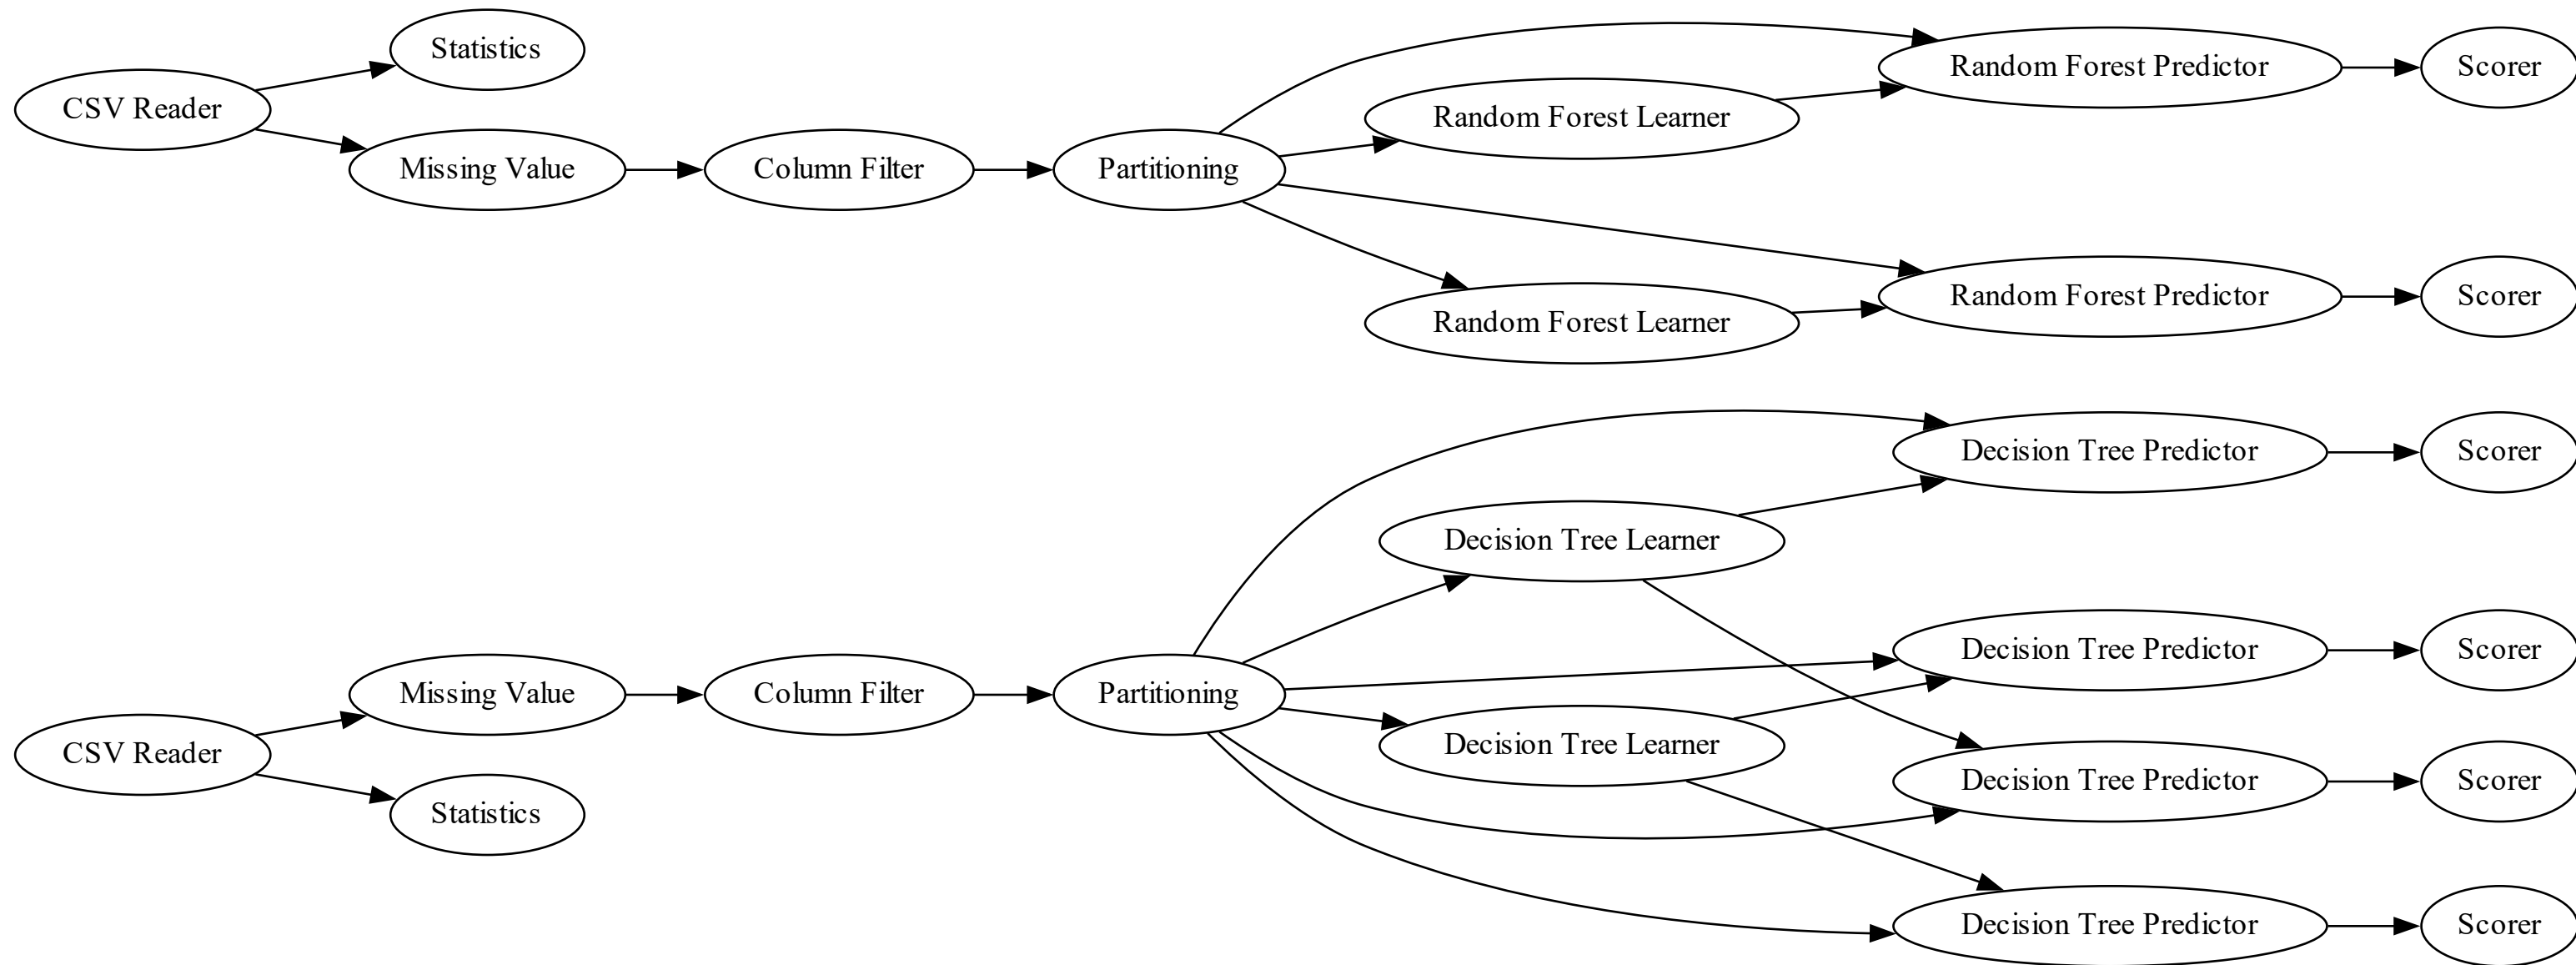 Statistics
Random Forest Predictor
Scorer
CSV Reader
Random Forest Learner
Missing Value
Column Filter
Partitioning
Random Forest Predictor
Scorer
Random Forest Learner
Decision Tree Predictor
Scorer
Decision Tree Learner
Decision Tree Predictor
Scorer
Missing Value
Column Filter
Partitioning
CSV Reader
Decision Tree Learner
Decision Tree Predictor
Scorer
Statistics
Decision Tree Predictor
Scorer